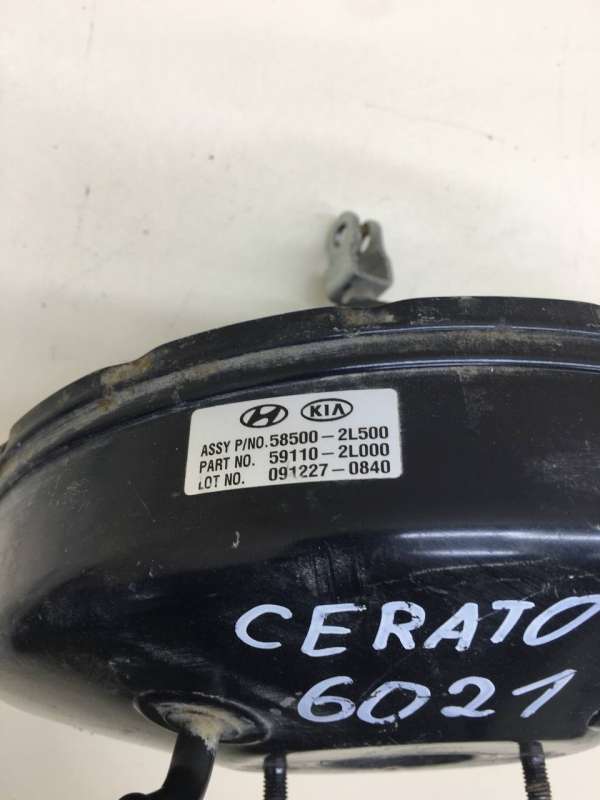 KIA
ASSY P/NO. 58500-2L500
PART NO. 59110-2L000
LOT NO. 091227-0840
CERATO
6021